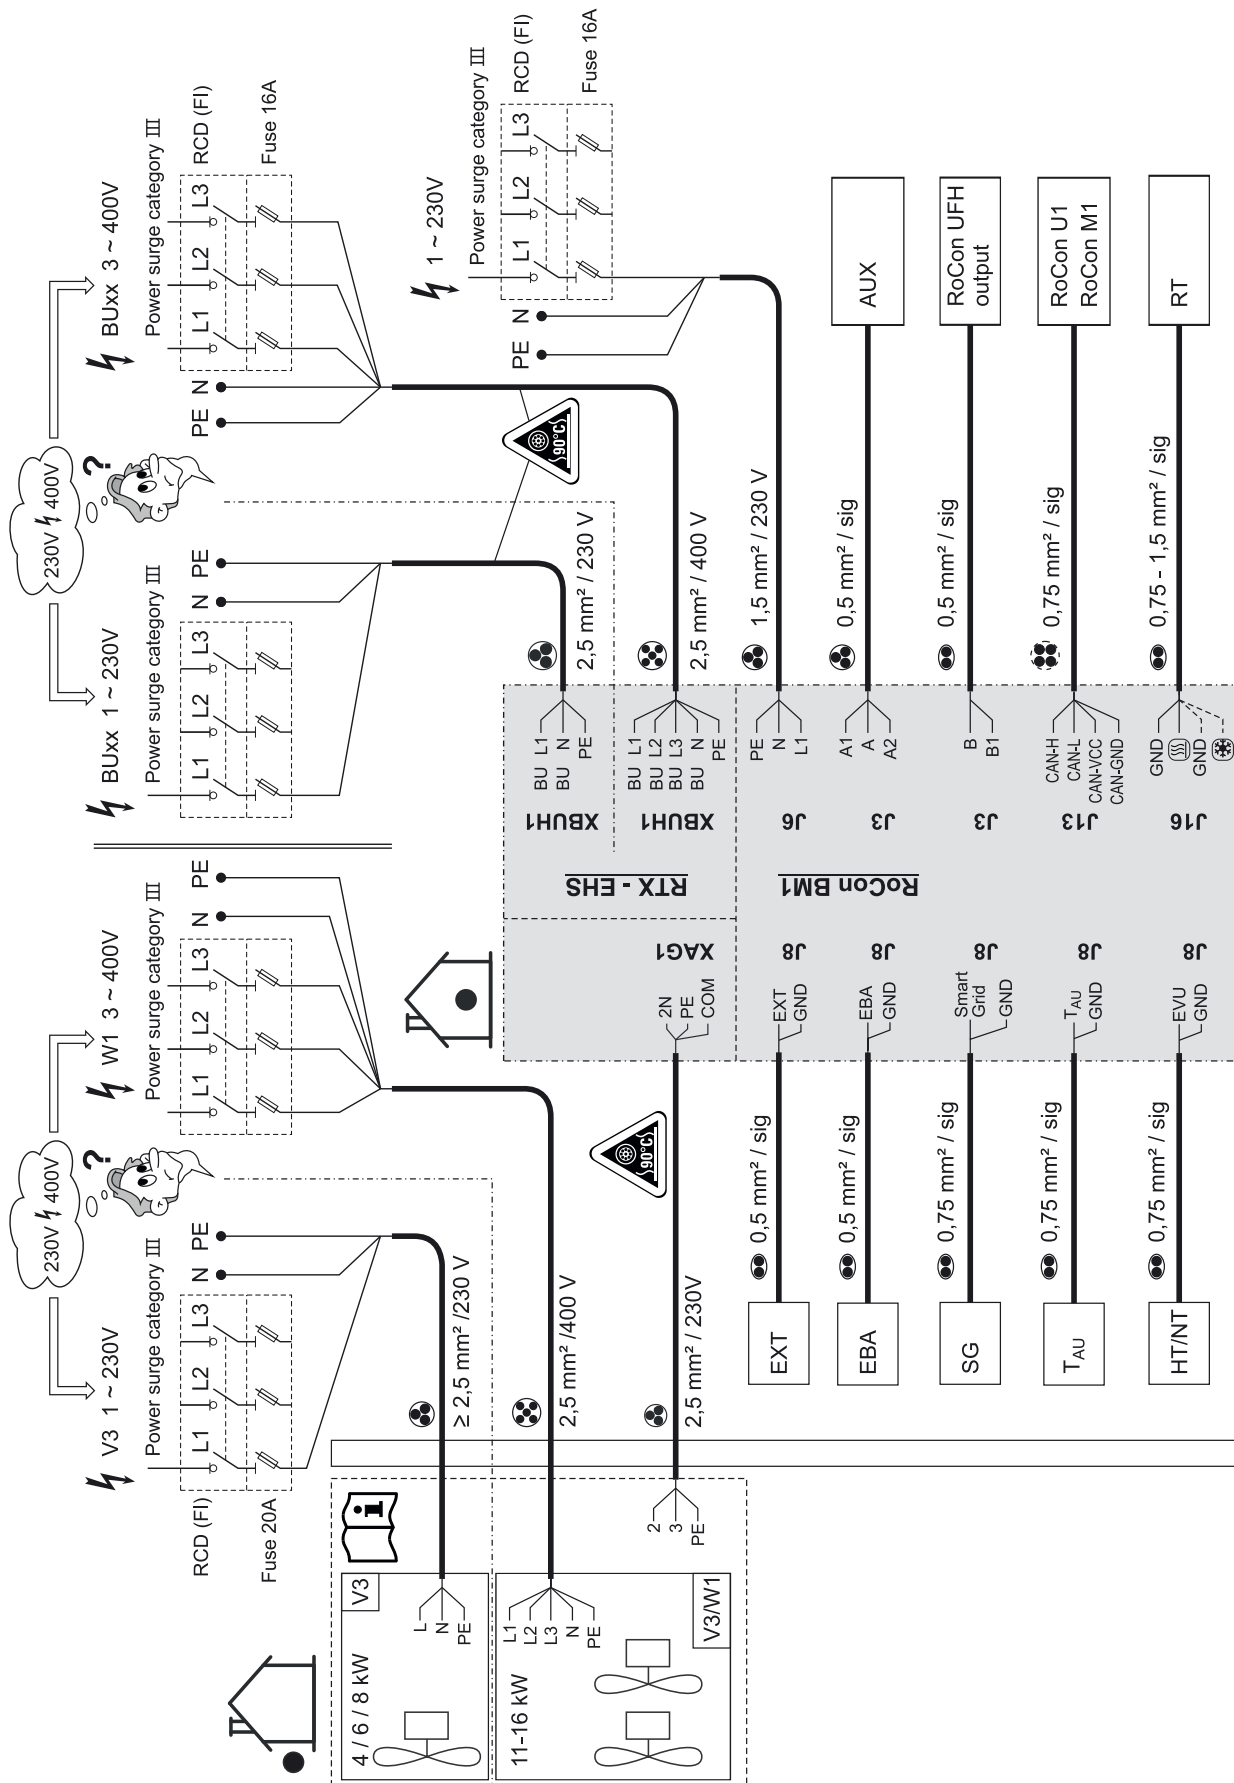 230V 400V
?
V3 1 ~ 230V
Power surge category III
RCD (FI)
L1 L2 L3
N
PE
Fuse 20A
W1 3 ~ 400V
Power surge category III
L1 L2 L3
N
PE
230V 400V
?
BUxx 1 ~ 230V
Power surge category III
L1 L2 L3
N
PE
BUxx 3 ~ 400V
Power surge category III
PE
N
L1 L2 L3
RCD (FI)
Fuse 16A
1 ~ 230V
Power surge category III
PE
N
L1 L2 L3
RCD (FI)
Fuse 16A
90°C
90°C
V3
4 / 6 / 8 kW
L
N
PE
≥ 2,5 mm² /230 V
11-16 kW
V3/W1
L1
L2
L3
N
PE
2,5 mm² /400 V
2
3
PE
2,5 mm² / 230V
2N
PE
COM
XAG1
RTX - EHS
XBUH1
BU L1
BU N
PE
2,5 mm² / 230 V
XBUH1
BU L1
BU L2
BU L3
BU N
PE
2,5 mm² / 400 V
RoCon BM1
J6
PE
N
L1
1,5 mm² / 230 V
EXT
0,5 mm² / sig
EXT
GND
J8
J3
A1
A
A2
0,5 mm² / sig
AUX
EBA
0,5 mm² / sig
EBA
GND
J8
J3
B
B1
0,5 mm² / sig
RoCon UFH
output
SG
0,75 mm² / sig
Smart
Grid
GND
J8
J13
CAN-H
CAN-L
CAN-VCC
CAN-GND
0,75 mm² / sig
RoCon U1
RoCon M1
TAU
0,75 mm² / sig
TAU
GND
J8
J16
GND
GND
0,75 - 1,5 mm² / sig
RT
HT/NT
0,75 mm² / sig
EVU
GND
J8